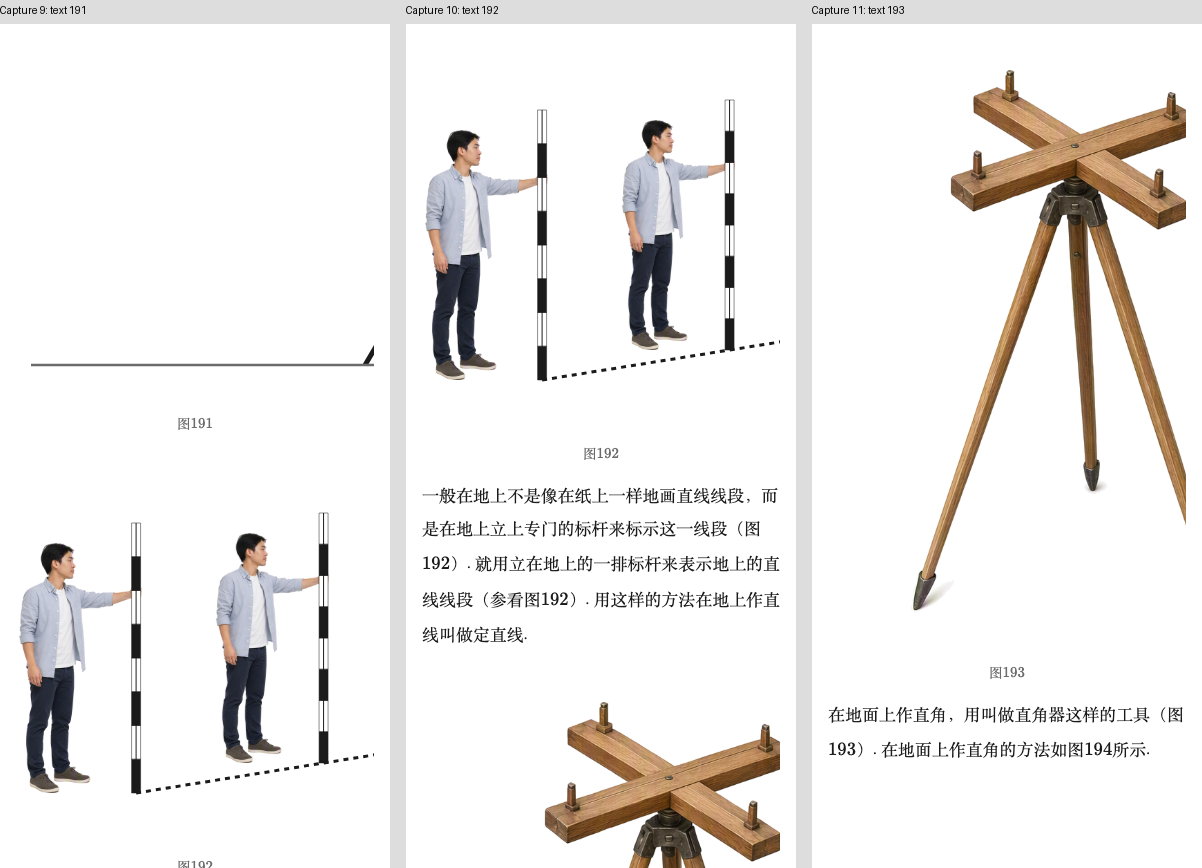 Capture 9: text 191
图191
图192
Capture 10: text 192
图192
一般在地上不是像在纸上一样地画直线线段，而
是在地上立上专门的标杆来标示这一线段（图
192）. 就用立在地上的一排标杆来表示地上的直
线线段（参看图192）. 用这样的方法在地上作直
线叫做定直线.
Capture 11: text 193
图193
在地面上作直角，用叫做直角器这样的工具（图
193）. 在地面上作直角的方法如图194所示.